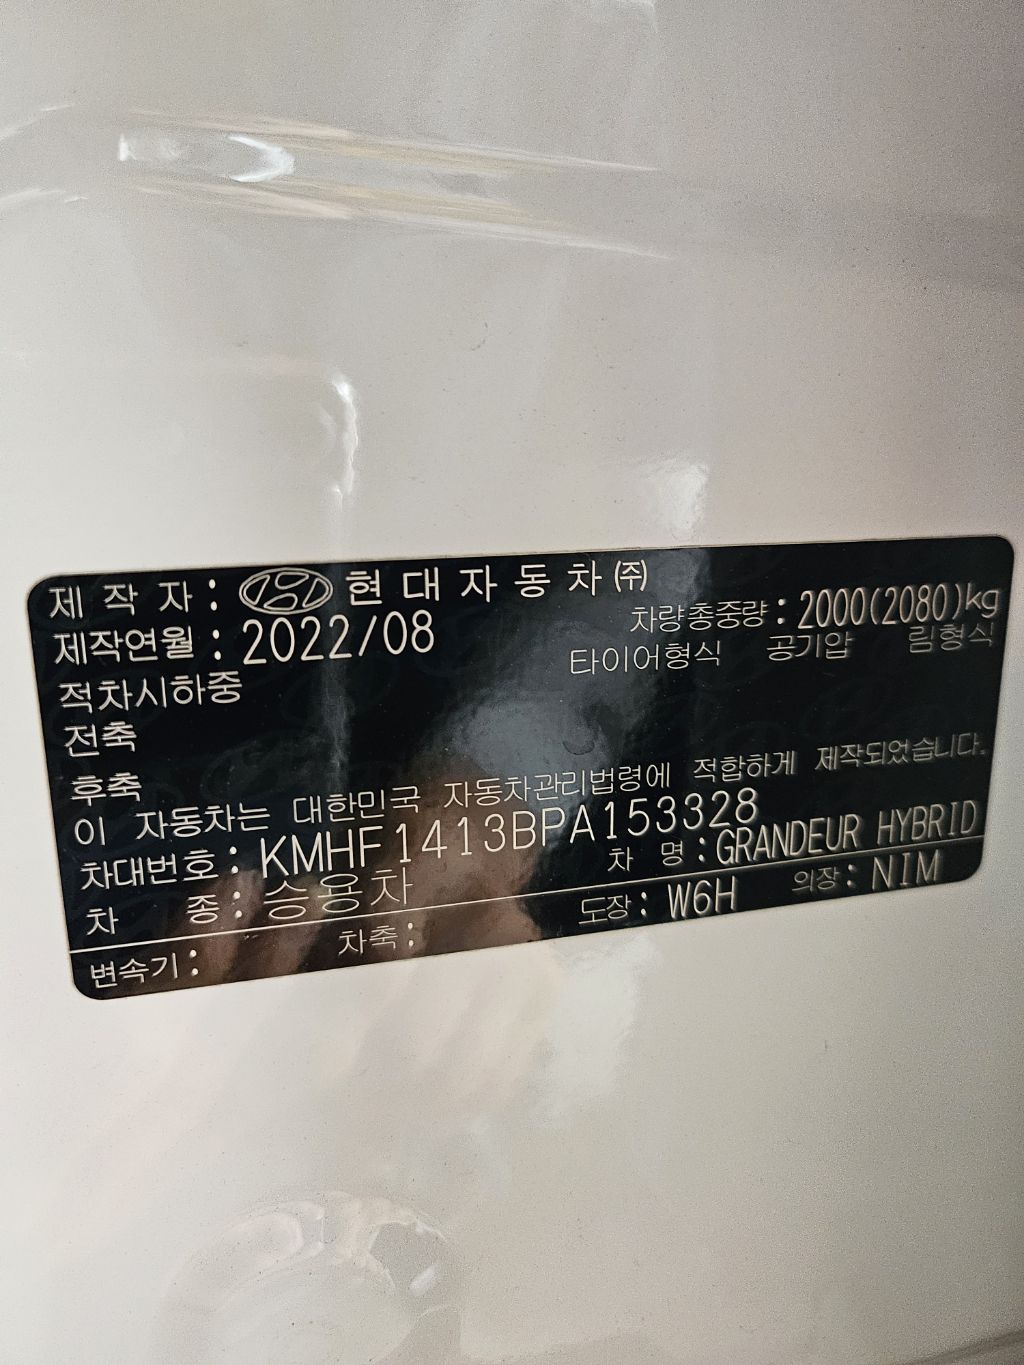 제 작 자 : 현 대 자 동 차 ㈜
제작연월 : 2022/08 차량총중량 : 2000(2080)kg
적차시하중 타이어형식 공기압 림형식
전축
후축
이 자동차는 대한민국 자동차관리법령에 적합하게 제작되었습니다.
차대번호 : KMHF1413BPA153328
차 종 : 승용차 차 명 : GRANDEUR HYBRID
변속기 : 차축 : 도장 : W6H 의장 : NIM